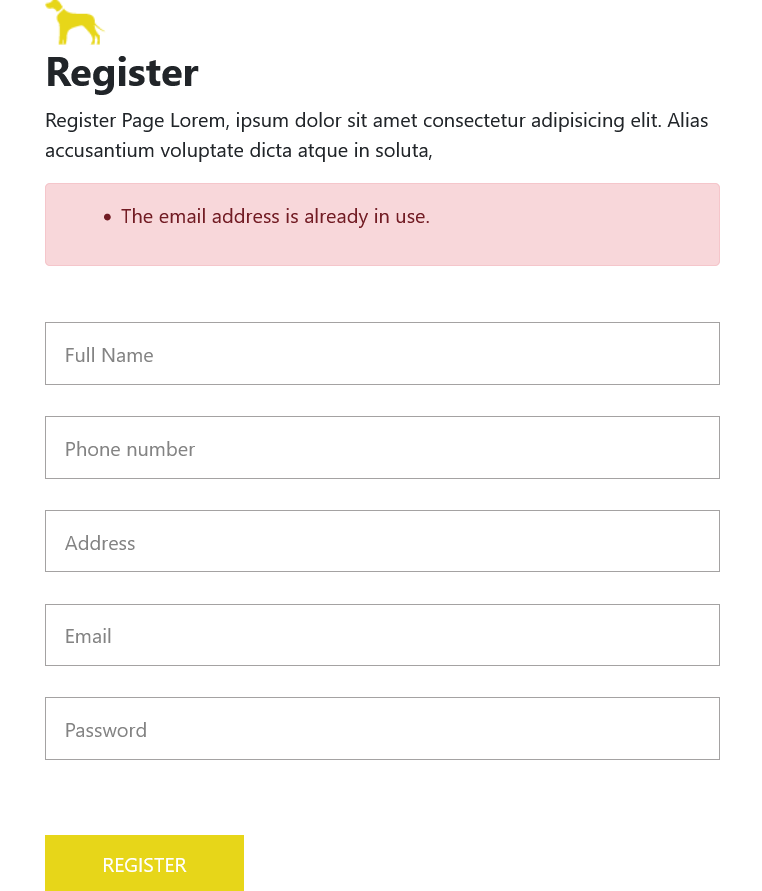 Register
Register Page Lorem, ipsum dolor sit amet consectetur adipisicing elit. Alias
accusantium voluptate dicta atque in soluta,
• The email address is already in use.
Full Name
Phone number
Address
Email
Password
REGISTER